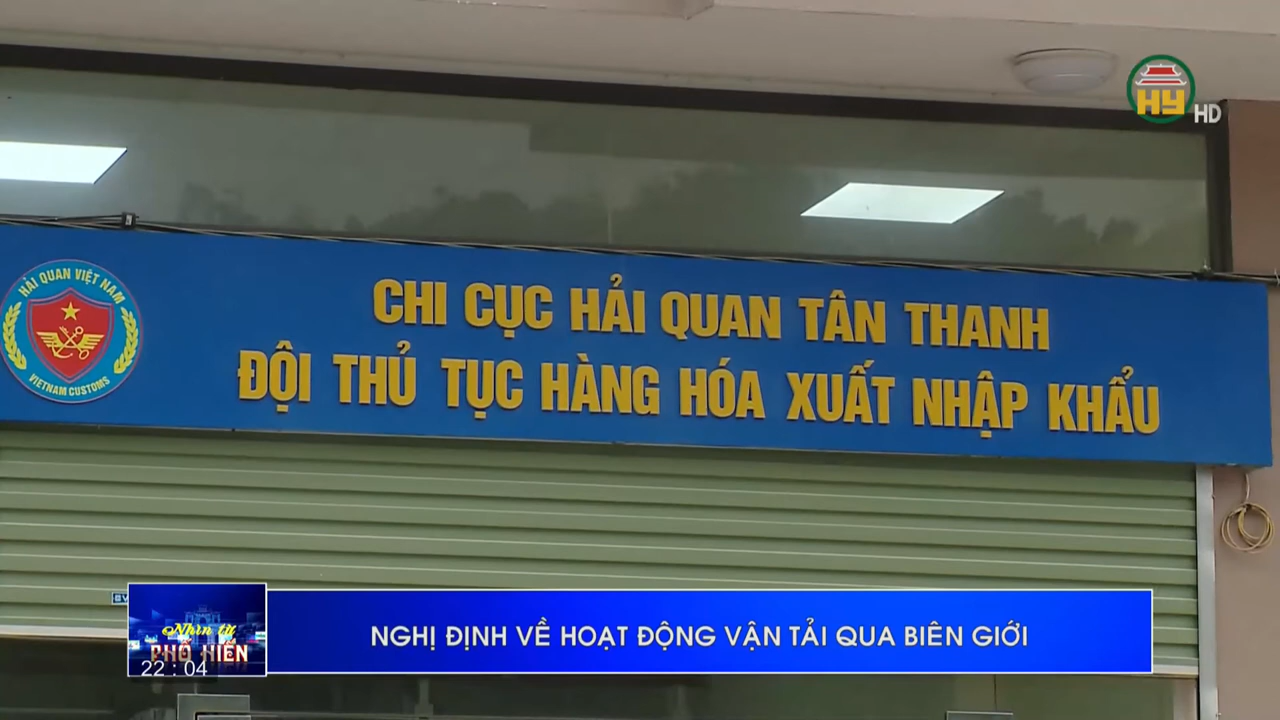 HY HD
HẢI QUAN VIỆT NAM
VIETNAM CUSTOMS
CHI CỤC HẢI QUAN TÂN THANH
ĐỘI THỦ TỤC HÀNG HÓA XUẤT NHẬP KHẨU
Nhìn từ
PHỐ HIẾN
22 : 04
NGHỊ ĐỊNH VỀ HOẠT ĐỘNG VẬN TẢI QUA BIÊN GIỚI